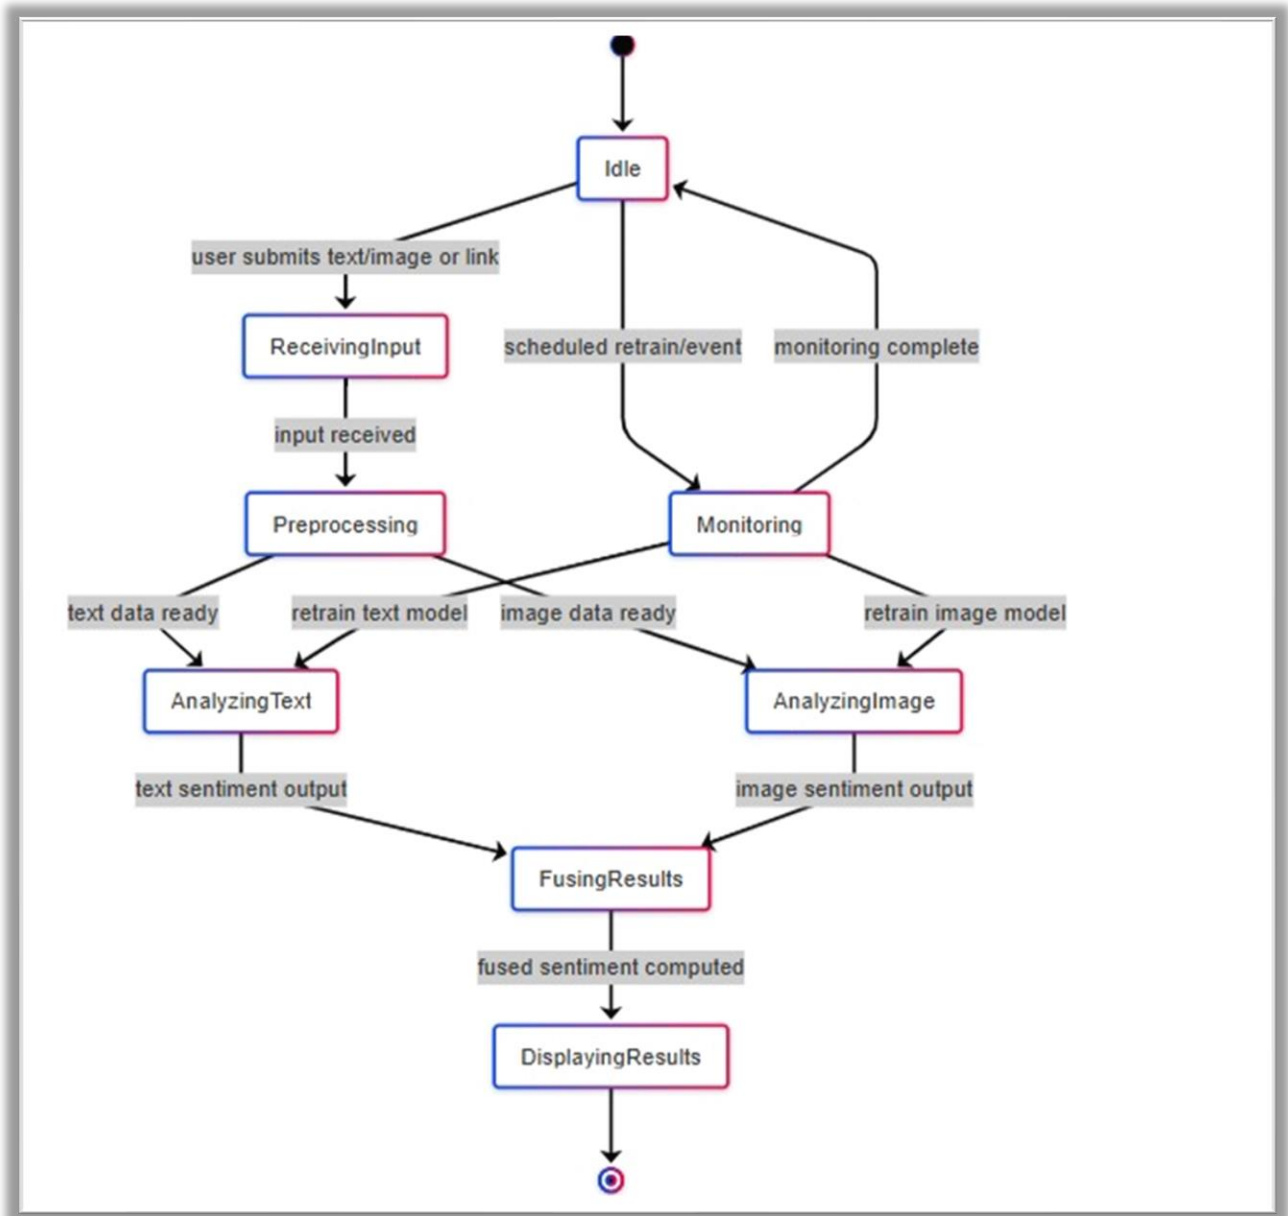 Idle
user submits text/image or link
ReceivingInput
scheduled retrain/event
monitoring complete
input received
Preprocessing
Monitoring
text data ready
retrain text model
image data ready
retrain image model
AnalyzingText
AnalyzingImage
text sentiment output
image sentiment output
FusingResults
fused sentiment computed
DisplayingResults